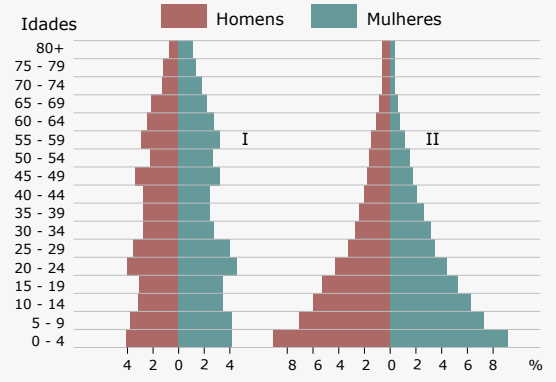 Idades Homens Mulheres
80+
75 - 79
70 - 74
65 - 69
60 - 64
55 - 59 I II
50 - 54
45 - 49
40 - 44
35 - 39
30 - 34
25 - 29
20 - 24
15 - 19
10 - 14
5 - 9
0 - 4
4 2 0 2 4 8 6 4 2 0 2 4 6 8 %